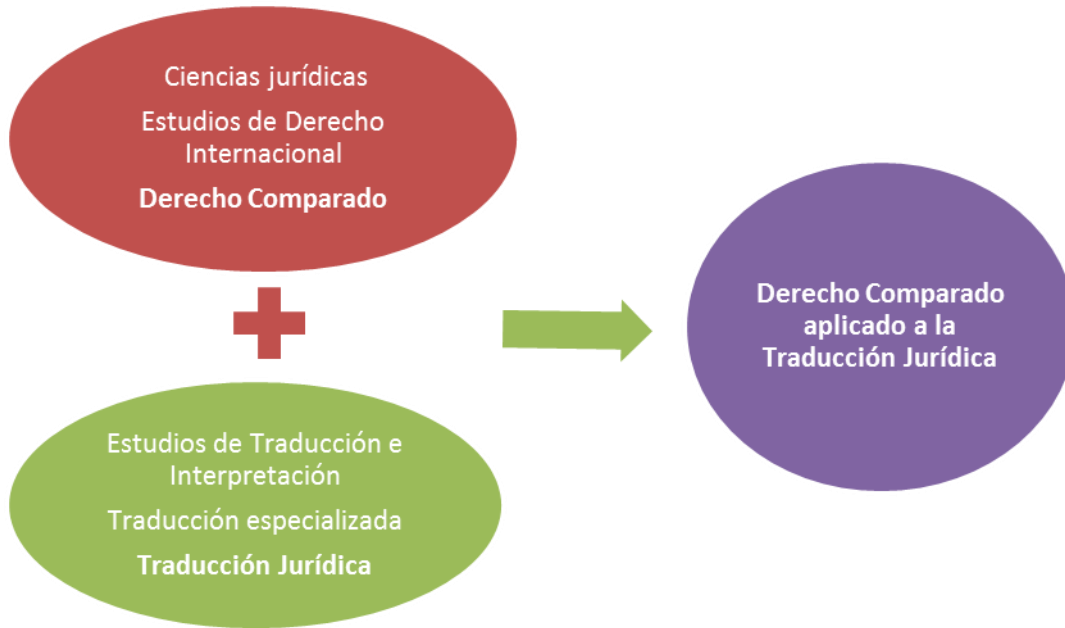 Ciencias jurídicas
Estudios de Derecho
Internacional
Derecho Comparado
Estudios de Traducción e
Interpretación
Traducción especializada
Traducción Jurídica
Derecho Comparado
aplicado a la
Traducción Jurídica